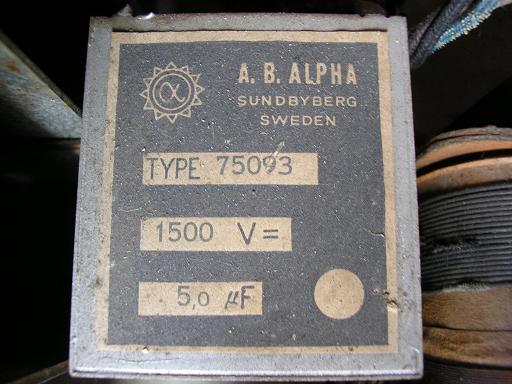 α
A. B. ALPHA
SUNDBYBERG
SWEDEN
TYPE 75093
1500 V=
5,0 µF